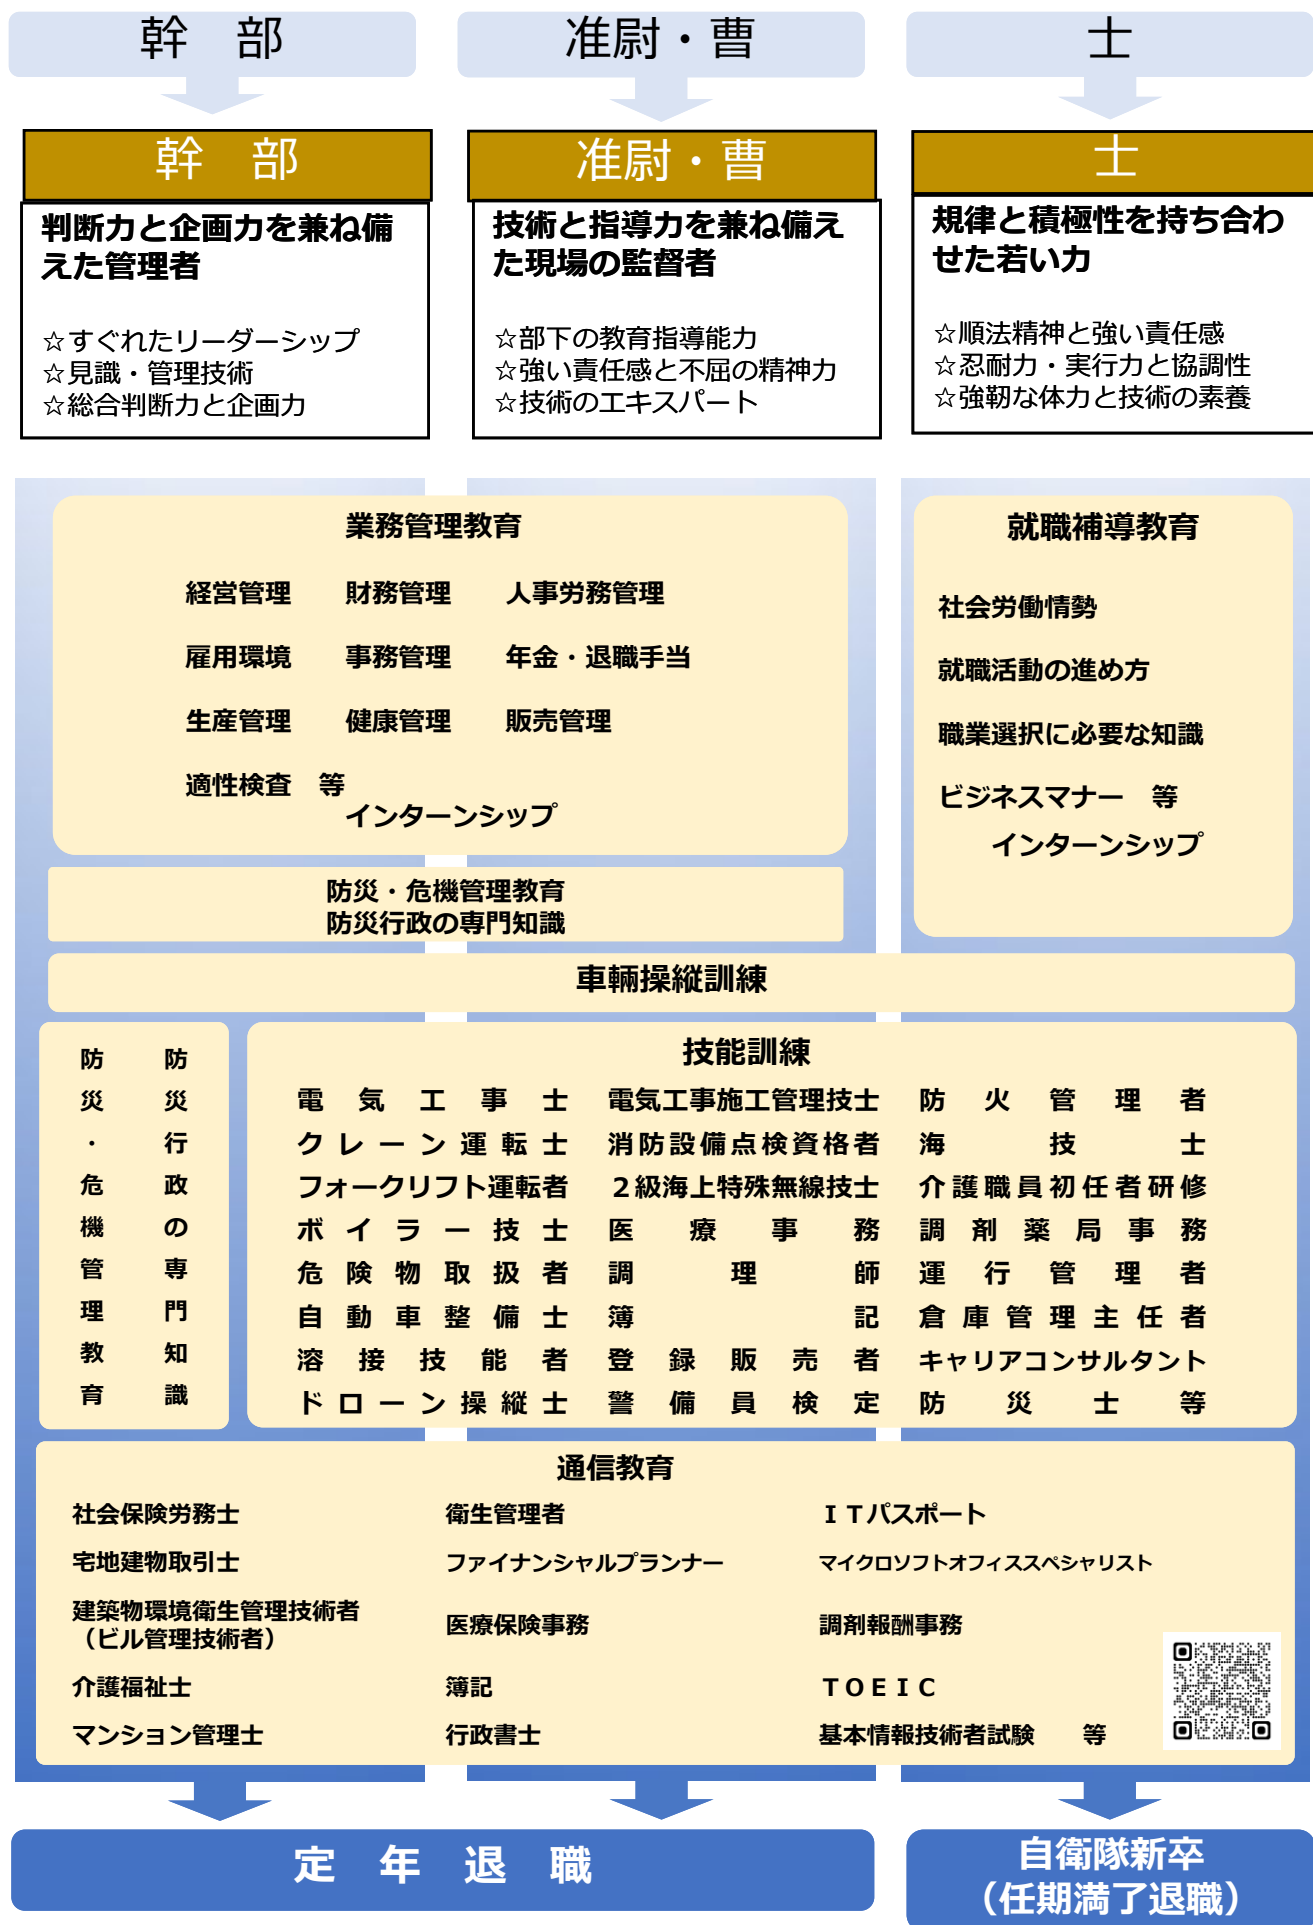 幹　部
准尉・曹
士
幹　部
准尉・曹
士
判断力と企画力を兼ね備
えた管理者
☆すぐれたリーダーシップ
☆見識・管理技術
☆総合判断力と企画力
技術と指導力を兼ね備え
た現場の監督者
☆部下の教育指導能力
☆強い責任感と不屈の精神力
☆技術のエキスパート
規律と積極性を持ち合わ
せた若い力
☆順法精神と強い責任感
☆忍耐力・実行力と協調性
☆強靭な体力と技術の素養
業務管理教育
経営管理　　財務管理　　人事労務管理
雇用環境　　事務管理　　年金・退職手当
生産管理　　健康管理　　販売管理
適性検査　等
インターンシップ
就職補導教育
社会労働情勢
就職活動の進め方
職業選択に必要な知識
ビジネスマナー　等
インターンシップ
防災・危機管理教育
防災行政の専門知識
車輛操縦訓練
防災・危機管理教育
防災行政の専門知識
技能訓練
電気工事士　電気工事施工管理技士　防火管理者
クレーン運転士　消防設備点検資格者　海技士
フォークリフト運転者　２級海上特殊無線技士　介護職員初任者研修
ボイラー技士　医療事務　調剤薬局事務
危険物取扱者　調理師　運行管理者
自動車整備士　簿記　倉庫管理主任者
溶接技能者　登録販売者　キャリアコンサルタント
ドローン操縦士　警備員検定　防災士等
通信教育
社会保険労務士　衛生管理者　ＩＴパスポート
宅地建物取引士　ファイナンシャルプランナー　マイクロソフトオフィススペシャリスト
建築物環境衛生管理技術者
（ビル管理技術者）
医療保険事務　調剤報酬事務
介護福祉士　簿記　ＴＯＥＩＣ
マンション管理士　行政書士　基本情報技術者試験　　等
定　年　退　職
自衛隊新卒
（任期満了退職）